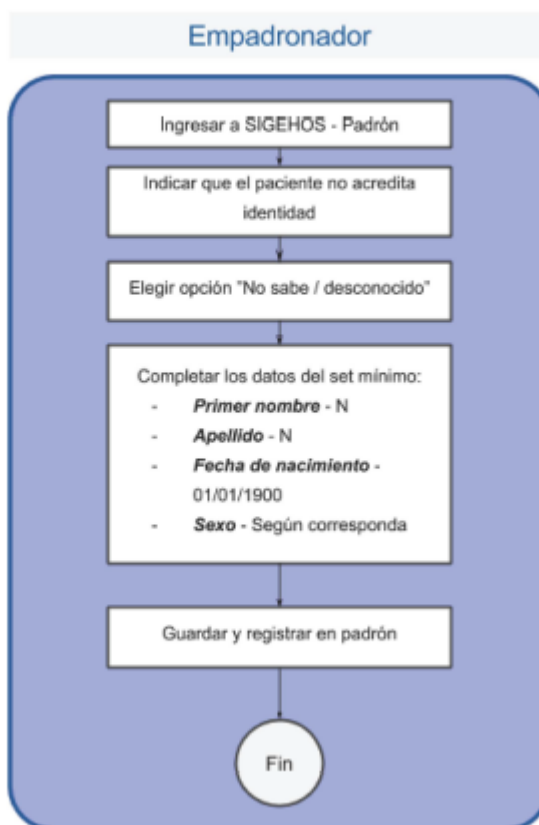 Empadronador
Ingresar a SIGEHOS - Padrón
Indicar que el paciente no acredita
identidad
Elegir opción "No sabe / desconocido"
Completar los datos del set mínimo:
- Primer nombre - N
- Apellido - N
- Fecha de nacimiento -
01/01/1900
- Sexo - Según corresponda
Guardar y registrar en padrón
Fin